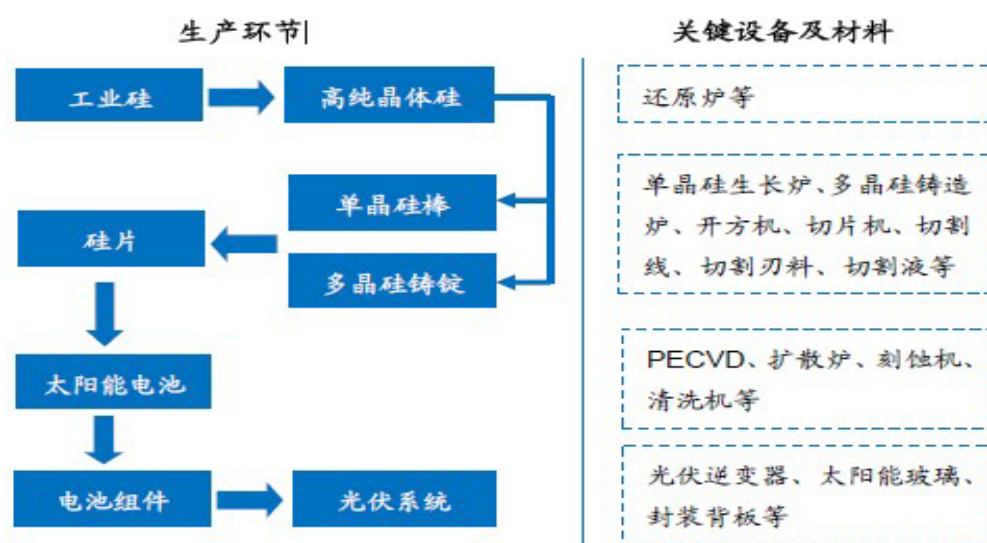 生产环节
关键设备及材料
工业硅
高纯晶体硅
还原炉等
单晶硅棒
硅片
多晶硅铸锭
单晶硅生长炉、多晶硅铸造
炉、开方机、切片机、切割
线、切割刃料、切割液等
太阳能电池
PECVD、扩散炉、刻蚀机、
清洗机等
电池组件
光伏系统
光伏逆变器、太阳能玻璃、
封装背板等